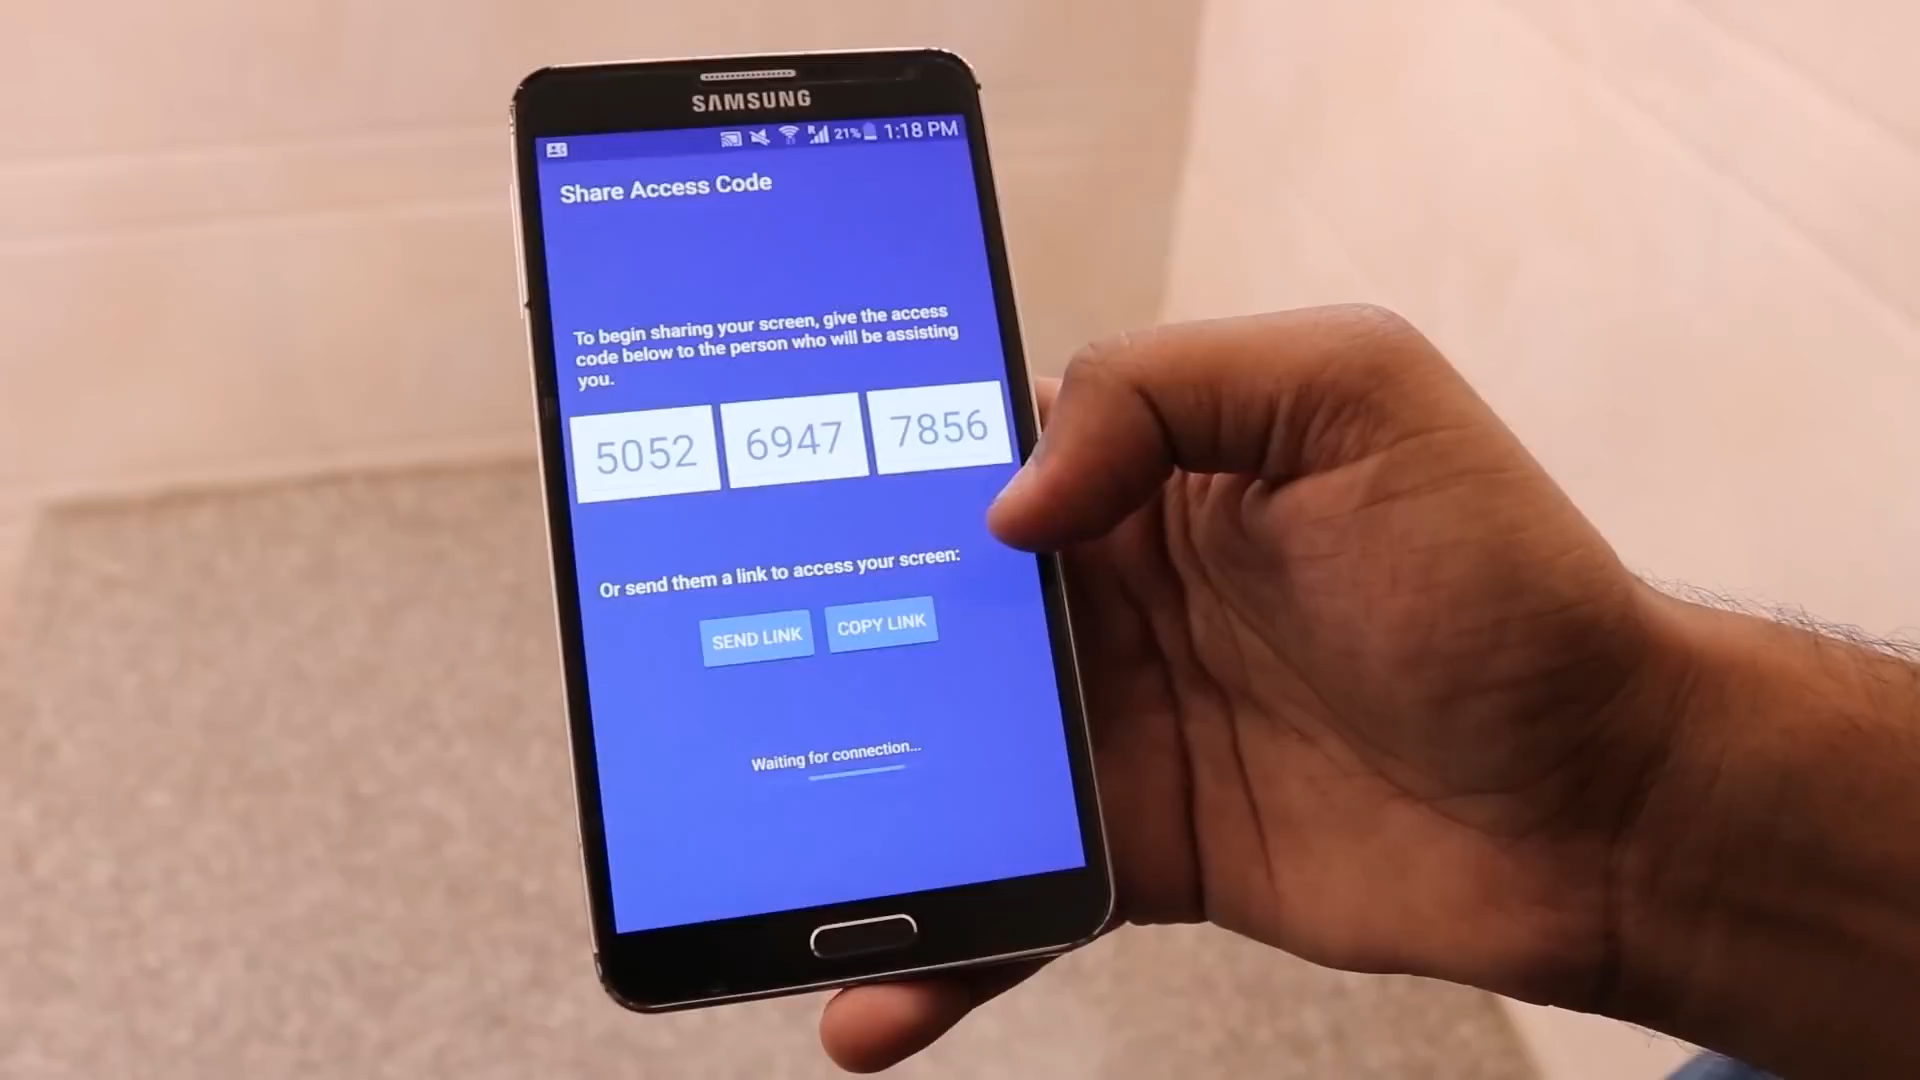 SAMSUNG
21% 1:18 PM
Share Access Code
To begin sharing your screen, give the access
code below to the person who will be assisting
you.
5052 6947 7856
Or send them a link to access your screen:
SEND LINK COPY LINK
Waiting for connection...